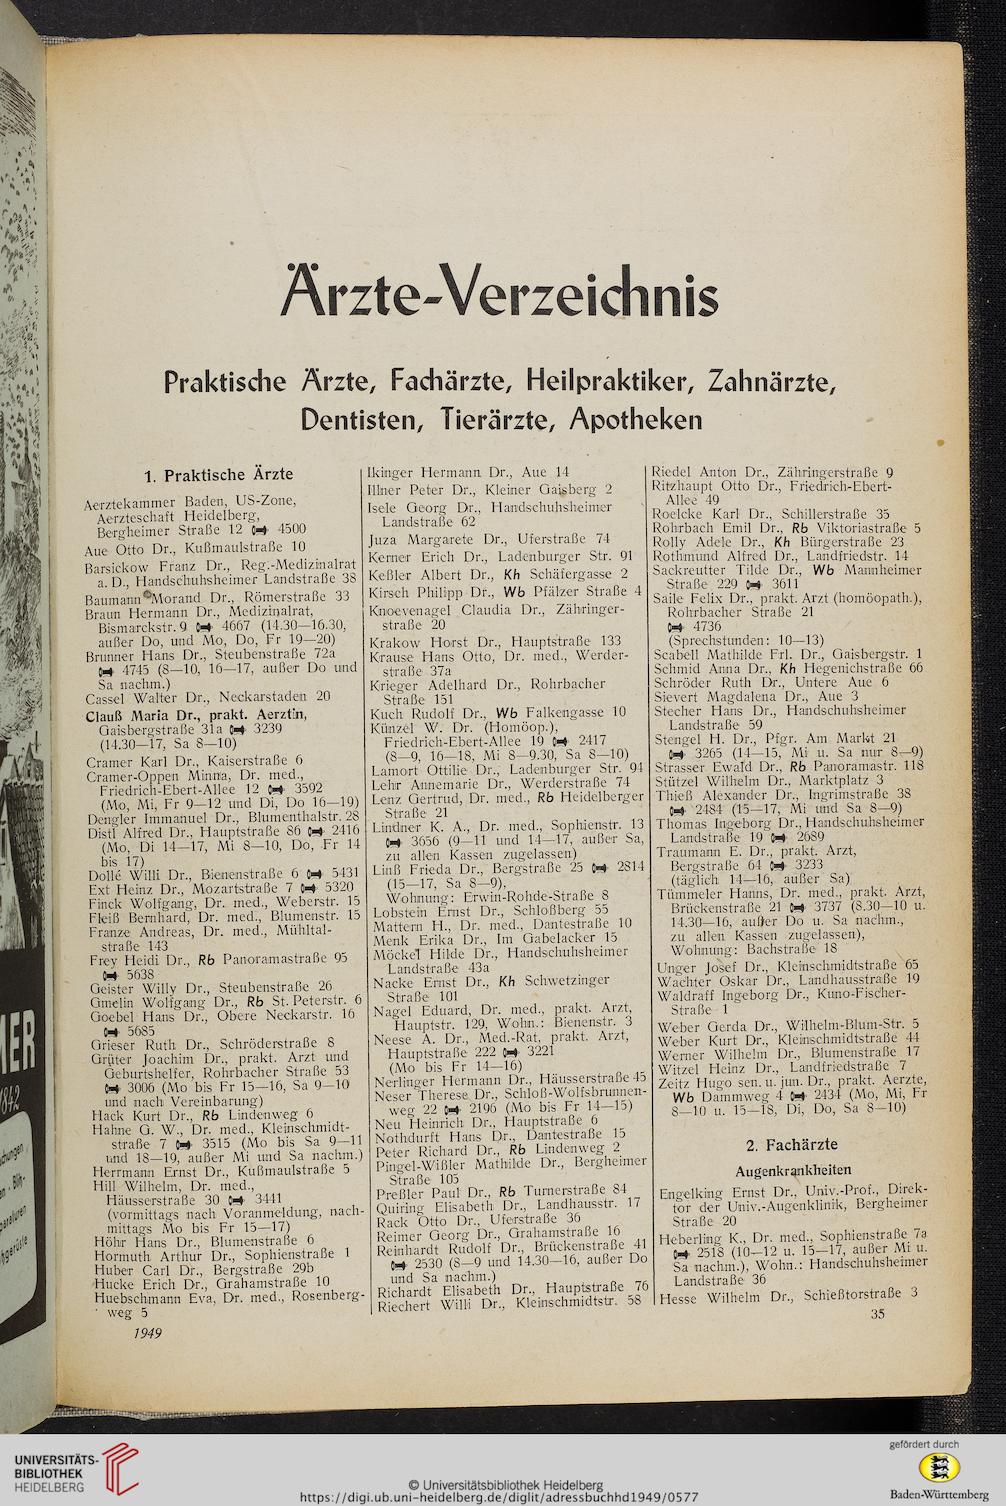 Ärzte-Verzeichnis
Praktische Ärzte, Fachärzte, Heilpraktiker, Zahnärzte,
Dentisten, Tierärzte, Apotheken
1. Praktische Ärzte
Aerztekammer Baden, US-Zone,
Aerzteschaft Heidelberg,
Bergheimer Straße 12 4500
Aue Otto Dr., Kußmaulstraße 10
Barsickow Franz Dr., Reg.-Medizinalrat
a. D., Handschuhsheimer Landstraße 38
Baumann Morand Dr., Römerstraße 33
Braun Hermann Dr., Medizinalrat,
Bismarckstr. 9 4667 (14.30—16.30,
außer Do, und Mo, Do, Fr 19—20)
Brunner Hans Dr., Steubenstraße 72a
4745 (8—10, 16—17, außer Do und
Sa nachm.)
Cassel Walter Dr., Neckarstaden 20
Clauß Maria Dr., prakt. Aerztin,
Gaisbergstraße 31a 3239
(14.30—17, Sa 8—10)
Cramer Karl Dr., Kaiserstraße 6
Cramer-Oppen Minna, Dr. med.,
Friedrich-Ebert-Allee 12 3592
(Mo, Mi, Fr 9—12 und Di, Do 16—19)
Dengler Immanuel Dr., Blumenthalstr. 28
Distl Alfred Dr., Hauptstraße 86 2416
(Mo, Di 14—17, Mi 8—10, Do, Fr 14
bis 17)
Dollé Willi Dr., Bienenstraße 6 5431
Ext Heinz Dr., Mozartstraße 7 5320
Finck Wolfgang, Dr. med., Weberstr. 15
Fleiß Bernhard, Dr. med., Blumenstr. 15
Franze Andreas, Dr. med., Mühltal-
straße 143
Frey Heidi Dr., Rb Panoramastraße 95
5638
Geister Willy Dr., Steubenstraße 26
Gmelin Wolfgang Dr., Rb St. Peterstr. 6
Goebel Hans Dr., Obere Neckarstr. 16
5685
Grieser Ruth Dr., Schröderstraße 8
Grüter Joachim Dr., prakt. Arzt und
Geburtshelfer, Rohrbacher Straße 53
3006 (Mo bis Fr 15—16, Sa 9—10
und nach Vereinbarung)
Hack Kurt Dr., Rb Lindenweg 6
Hahne G. W., Dr. med., Kleinschmidt-
straße 7 3515 (Mo bis Sa 9—11
und 18—19, außer Mi und Sa nachm.)
Herrmann Ernst Dr., Kußmaulstraße 5
Hill Wilhelm, Dr. med.,
Häusserstraße 30 3441
(vormittags nach Voranmeldung, nach-
mittags Mo bis Fr 15—17)
Höhr Hans Dr., Blumenstraße 6
Hormuth Arthur Dr., Sophienstraße 1
Huber Carl Dr., Bergstraße 29b
Hucke Erich Dr., Grahamstraße 10
Huebschmann Eva, Dr. med., Rosenberg-
weg 5
1949
Ikinger Hermann Dr., Aue 14
Illner Peter Dr., Kleiner Gaisberg 2
Isele Georg Dr., Handschuhsheimer
Landstraße 62
Juza Margarete Dr., Uferstraße 74
Kerner Erich Dr., Ladenburger Str. 91
Keßler Albert Dr., Kh Schäfergasse 2
Kirsch Philipp Dr., Wb Pfälzer Straße 4
Knoevenagel Claudia Dr., Zähringer-
straße 20
Krakow Horst Dr., Hauptstraße 133
Krause Hans Otto, Dr. med., Werder-
straße 37a
Krieger Adelhard Dr., Rohrbacher
Straße 151
Kuch Rudolf Dr., Wb Falkengasse 10
Künzel W. Dr. (Homöop.),
Friedrich-Ebert-Allee 19 2417
(8—9, 16—18, Mi 8—9.30, Sa 8—10)
Lamort Ottilie Dr., Ladenburger Str. 94
Lehr Annemarie Dr., Werderstraße 74
Lenz Gertrud, Dr. med., Rb Heidelberger
Straße 21
Lindner K. A., Dr. med., Sophienstr. 13
3656 (9—11 und 14—17, außer Sa,
zu allen Kassen zugelassen)
Linß Frieda Dr., Bergstraße 25 2814
(15—17, Sa 8—9),
Wohnung: Erwin-Rohde-Straße 8
Lobstein Ernst Dr., Schloßberg 55
Mattern H., Dr. med., Dantestraße 10
Menk Erika Dr., Im Gabelacker 15
Möckel Hilde Dr., Handschuhsheimer
Landstraße 43a
Nacke Ernst Dr., Kh Schwetzinger
Straße 101
Nagel Eduard, Dr. med., prakt. Arzt,
Hauptstr. 129, Wohn.: Bienenstr. 3
Neese A. Dr., Med.-Rat, prakt. Arzt,
Hauptstraße 222 3221
(Mo bis Fr 14—16)
Nerlinger Hermann Dr., Häusserstraße 45
Neser Therese Dr., Schloß-Wolfsbrunnen-
weg 22 2196 (Mo bis Fr 14—15)
Neu Heinrich Dr., Hauptstraße 6
Nothdurft Hans Dr., Dantestraße 15
Peter Richard Dr., Rb Lindenweg 2
Pingel-Wißler Mathilde Dr., Bergheimer
Straße 105
Preßler Paul Dr., Rb Turnerstraße 84
Quiring Elisabeth Dr., Landhausstr. 17
Rack Otto Dr., Uferstraße 36
Reimer Georg Dr., Grahamstraße 16
Reinhardt Rudolf Dr., Brückenstraße 41
2530 (8—9 und 14.30—16, außer Do
und Sa nachm.)
Richardt Elisabeth Dr., Hauptstraße 76
Riechert Willi Dr., Kleinschmidtstr. 58
Riedel Anton Dr., Zähringerstraße 9
Ritzhaupt Otto Dr., Friedrich-Ebert-
Allee 49
Roelcke Karl Dr., Schillerstraße 35
Rohrbach Emil Dr., Rb Viktoriastraße 5
Rolly Adele Dr., Kh Bürgerstraße 23
Rothmund Alfred Dr., Landfriedstr. 14
Sackreutter Tilde Dr., Wb Mannheimer
Straße 229 3611
Saile Felix Dr., prakt. Arzt (homöopath.),
Rohrbacher Straße 21
4736
(Sprechstunden: 10—13)
Scabell Mathilde Frl. Dr., Gaisbergstr. 1
Schmid Anna Dr., Kh Hegenichstraße 66
Schröder Ruth Dr., Untere Aue 6
Sievert Magdalena Dr., Aue 3
Stecher Hans Dr., Handschuhsheimer
Landstraße 59
Stengel H. Dr., Pfgr. Am Markt 21
3265 (14—15, Mi u. Sa nur 8—9)
Strasser Ewald Dr., Rb Panoramastr. 118
Stützel Wilhelm Dr., Marktplatz 3
Thieß Alexander Dr., Ingrimstraße 38
2484 (15—17, Mi und Sa 8—9)
Thomas Ingeborg Dr., Handschuhsheimer
Landstraße 19 2689
Traumann E. Dr., prakt. Arzt,
Bergstraße 64 3233
(täglich 14—16, außer Sa)
Tümmeler Hanns, Dr. med., prakt. Arzt,
Brückenstraße 21 3737 (8.30—10 u.
14.30—16, außer Do u. Sa nachm.,
zu allen Kassen zugelassen),
Wohnung: Bachstraße 18
Unger Josef Dr., Kleinschmidtstraße 65
Wachter Oskar Dr., Landhausstraße 19
Waldraff Ingeborg Dr., Kuno-Fischer-
Straße 1
Weber Gerda Dr., Wilhelm-Blum-Str. 5
Weber Kurt Dr., Kleinschmidtstraße 44
Werner Wilhelm Dr., Blumenstraße 17
Witzel Heinz Dr., Landfriedstraße 7
Zeitz Hugo sen. u. jun. Dr., prakt. Aerzte,
Wb Dammweg 4 2434 (Mo, Mi, Fr
8—10 u. 15—18, Di, Do, Sa 8—10)
2. Fachärzte
Augenkrankheiten
Engelking Ernst Dr., Univ.-Prof., Direk-
tor der Univ.-Augenklinik, Bergheimer
Straße 20
Heberling K., Dr. med., Sophienstraße 7a
2518 (10—12 u. 15—17, außer Mi u.
Sa nachm.), Wohn.: Handschuhsheimer
Landstraße 36
Hesse Wilhelm Dr., Schießtorstraße 3
35
UNIVERSITÄTS-
BIBLIOTHEK
HEIDELBERG
© Universitätsbibliothek Heidelberg
https://digi.ub.uni-heidelberg.de/diglit/adressbuchhd1949/0577
gefördert durch
Baden-Württemberg